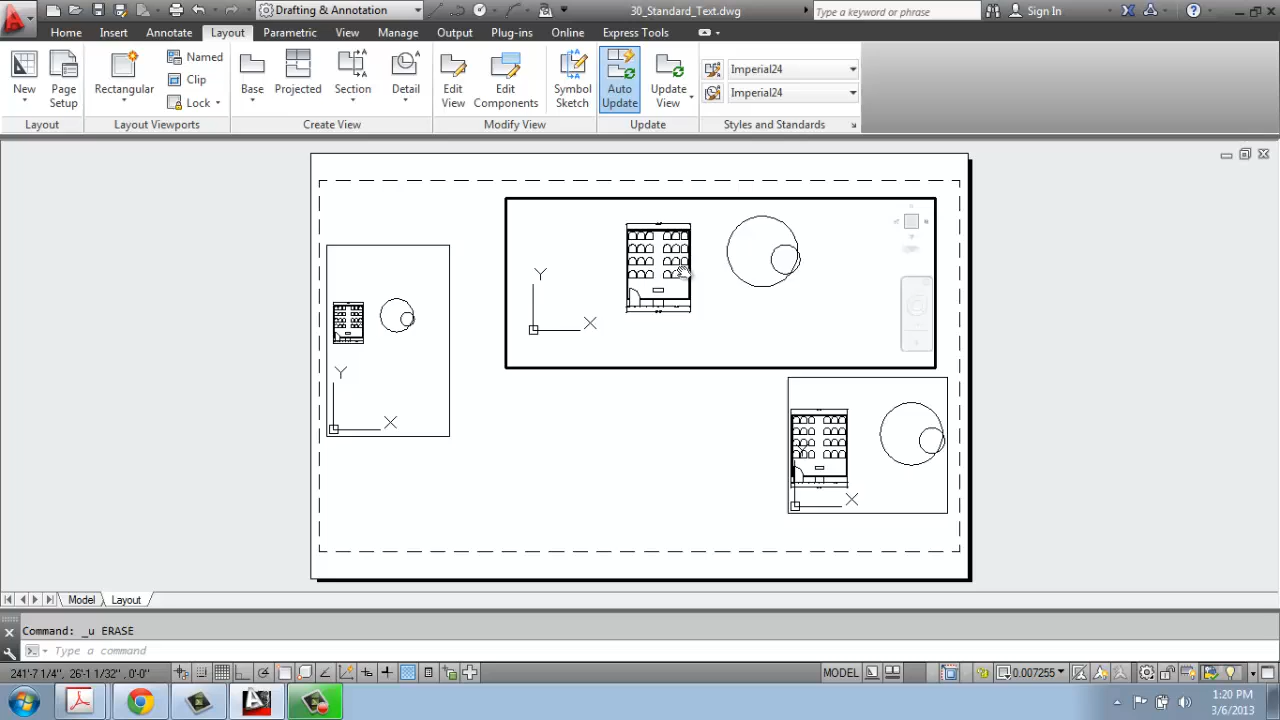 Drafting & Annotation
30_Standard_Text.dwg
Type a keyword or phrase
Sign In
Home Insert Annotate Layout Parametric View Manage Output Plug-ins Online Express Tools
New
Page Setup
Rectangular
Named
Clip
Lock
Base
Projected
Section
Detail
Edit View
Edit Components
Symbol Sketch
Auto Update
Update View
Imperial24
Imperial24
Layout
Layout Viewports
Create View
Modify View
Update
Styles and Standards
Y
X
Y
X
X
Model
Layout
Command: _u ERASE
Type a command
241'-7 1/4", 26'-1 1/32", 0'-0"
MODEL
0.007255
1:20 PM
3/6/2013